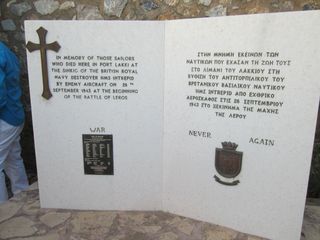 IN MEMORY OF THOSE SAILORS
WHO DIED HERE IN PORT LAKKI AT
THE SINKIG OF THE BRITISH ROYAL
NAVY DESTROYER HMS INTREPID
BY ENEMY AIRCRAFT ON 26 TH
SEPTEMBER 1943 AT THE BEGINNING
OF THE BATTLE OF LEROS
WAR
ΣΤΗΝ ΜΝΗΜΗ ΕΚΕΙΝΩΝ ΤΩΝ
ΝΑΥΤΙΚΩΝ ΠΟΥ ΕΧΑΣΑΝ ΤΗ ΖΩΗ ΤΟΥΣ
ΣΤΟ ΛΙΜΑΝΙ ΤΟΥ ΛΑΚΚΙΟΥ ΣΤΗ
ΒΥΘΙΣΗ ΤΟΥ ΑΝΤΙΤΟΡΠΙΛΙΚΟΥ ΤΟΥ
ΒΡΕΤΑΝΙΚΟΥ ΒΑΣΙΛΙΚΟΥ ΝΑΥΤΙΚΟΥ
HMS ΙΝΤΡΕΠΙ�D ΑΠΟ ΕΧΘΡΙΚΟ
ΑΕΡΟΣΚΑΦΟΣ ΣΤΙΣ 26 ΣΕΠΤΕΜΒΡΙΟΥ
1943 ΣΤΟ ΞΕΚΙΝΗΜΑ ΤΗΣ ΜΑΧΗΣ
ΤΗΣ ΛΕΡΟΥ
NEVER AGAIN